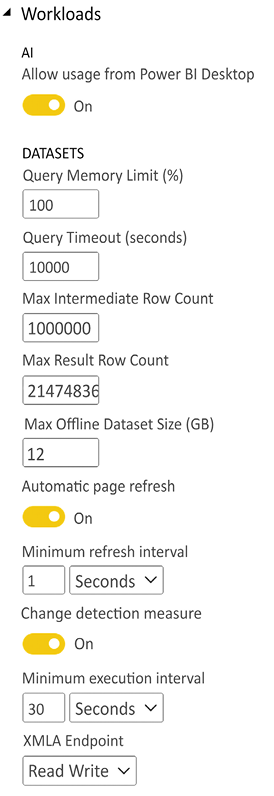 Workloads
AI
Allow usage from Power BI Desktop
On
DATASETS
Query Memory Limit (%)
100
Query Timeout (seconds)
10000
Max Intermediate Row Count
1000000
Max Result Row Count
21474836
Max Offline Dataset Size (GB)
12
Automatic page refresh
On
Minimum refresh interval
1 Seconds
Change detection measure
On
Minimum execution interval
30 Seconds
XMLA Endpoint
Read Write